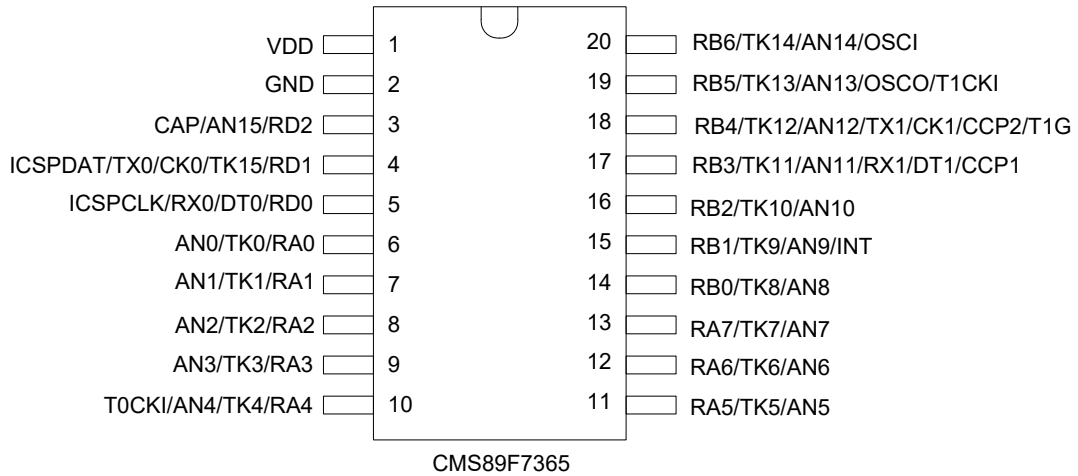 VDD 1 20 RB6/TK14/AN14/OSCI
GND 2 19 RB5/TK13/AN13/OSCO/T1CKI
CAP/AN15/RD2 3 18 RB4/TK12/AN12/TX1/CK1/CCP2/T1G
ICSPDAT/TX0/CK0/TK15/RD1 4 17 RB3/TK11/AN11/RX1/DT1/CCP1
ICSPCLK/RX0/DT0/RD0 5 16 RB2/TK10/AN10
AN0/TK0/RA0 6 15 RB1/TK9/AN9/INT
AN1/TK1/RA1 7 14 RB0/TK8/AN8
AN2/TK2/RA2 8 13 RA7/TK7/AN7
AN3/TK3/RA3 9 12 RA6/TK6/AN6
T0CKI/AN4/TK4/RA4 10 11 RA5/TK5/AN5
CMS89F7365